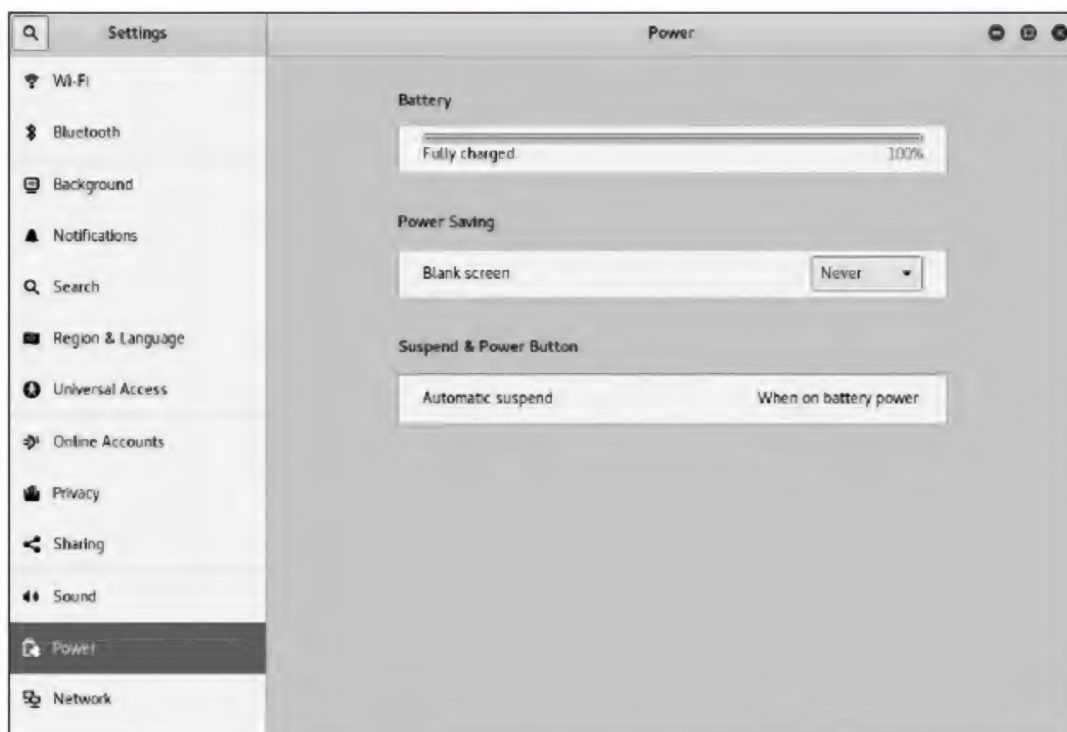 Settings
Power
Wi-Fi
Bluetooth
Background
Notifications
Search
Region & Language
Universal Access
Online Accounts
Privacy
Sharing
Sound
Power
Network
Battery
Fully charged 100%
Power Saving
Blank screen Never
Suspend & Power Button
Automatic suspend When on battery power